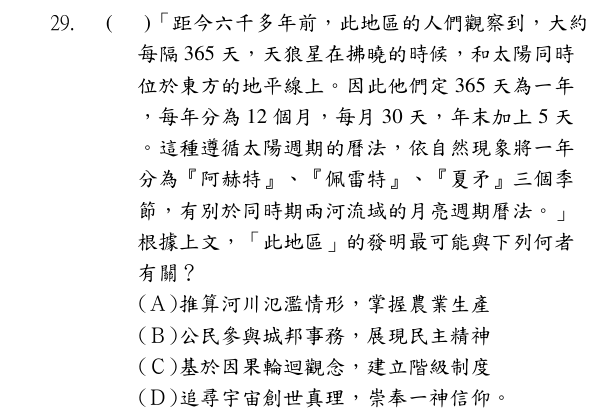 29. (　)「距今六千多年前，此地區的人們觀察到，大約
每隔 365 天，天狼星在拂曉的時候，和太陽同時
位於東方的地平線上。因此他們定 365 天為一年
，每年分為 12 個月，每月 30 天，年末加上 5 天
。這種遵循太陽週期的曆法，依自然現象將一年
分為『阿赫特』、『佩雷特』、『夏矛』三個季
節，有別於同時期兩河流域的月亮週期曆法。」
根據上文，「此地區」的發明最可能與下列何者
有關？
(A)推算河川氾濫情形，掌握農業生產
(B)公民參與城邦事務，展現民主精神
(C)基於因果輪迴觀念，建立階級制度
(D)追尋宇宙創世真理，崇奉一神信仰。